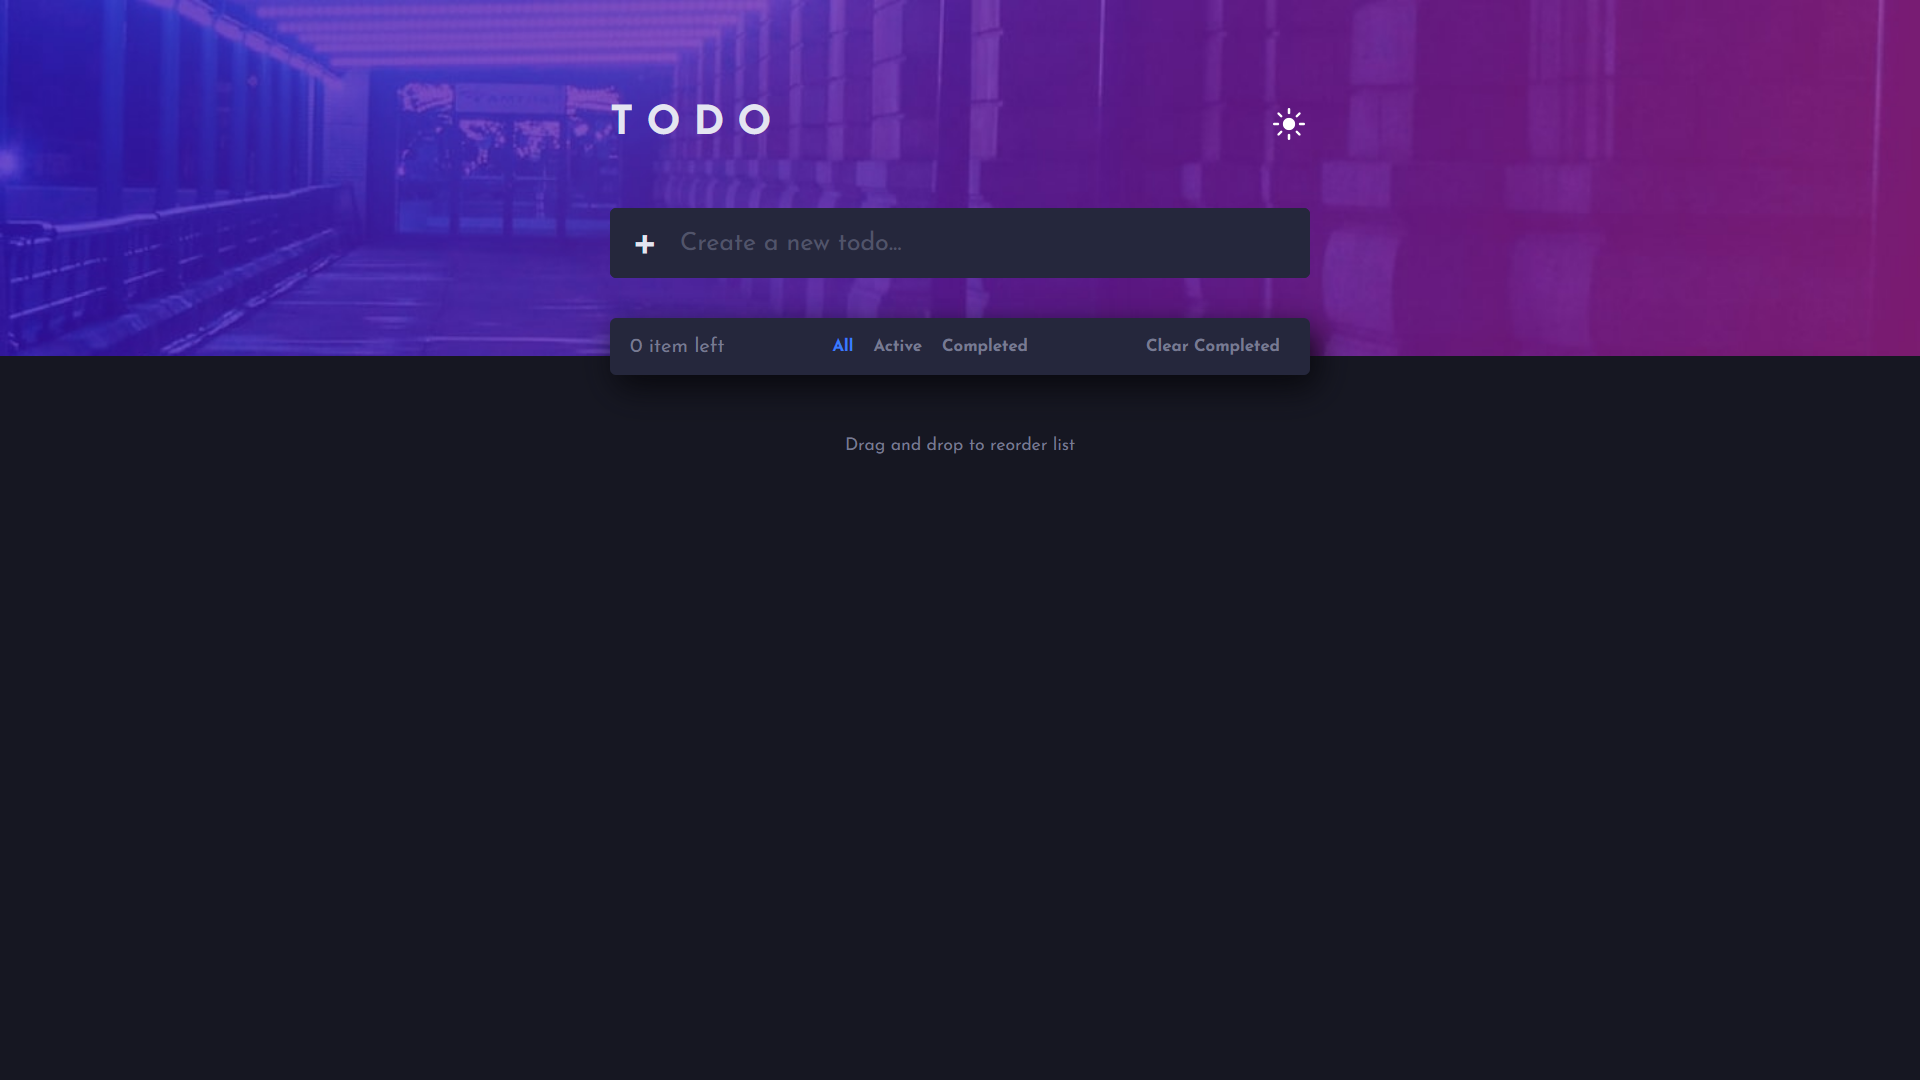 TODO
+ Create a new todo...
0 item left All Active Completed Clear Completed
Drag and drop to reorder list